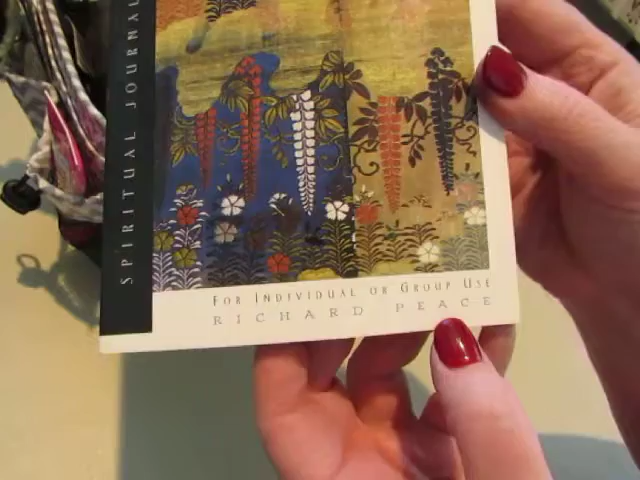 SPIRITUAL JOURNAL
FOR INDIVIDUAL OR GROUP USE
RICHARD PEACE